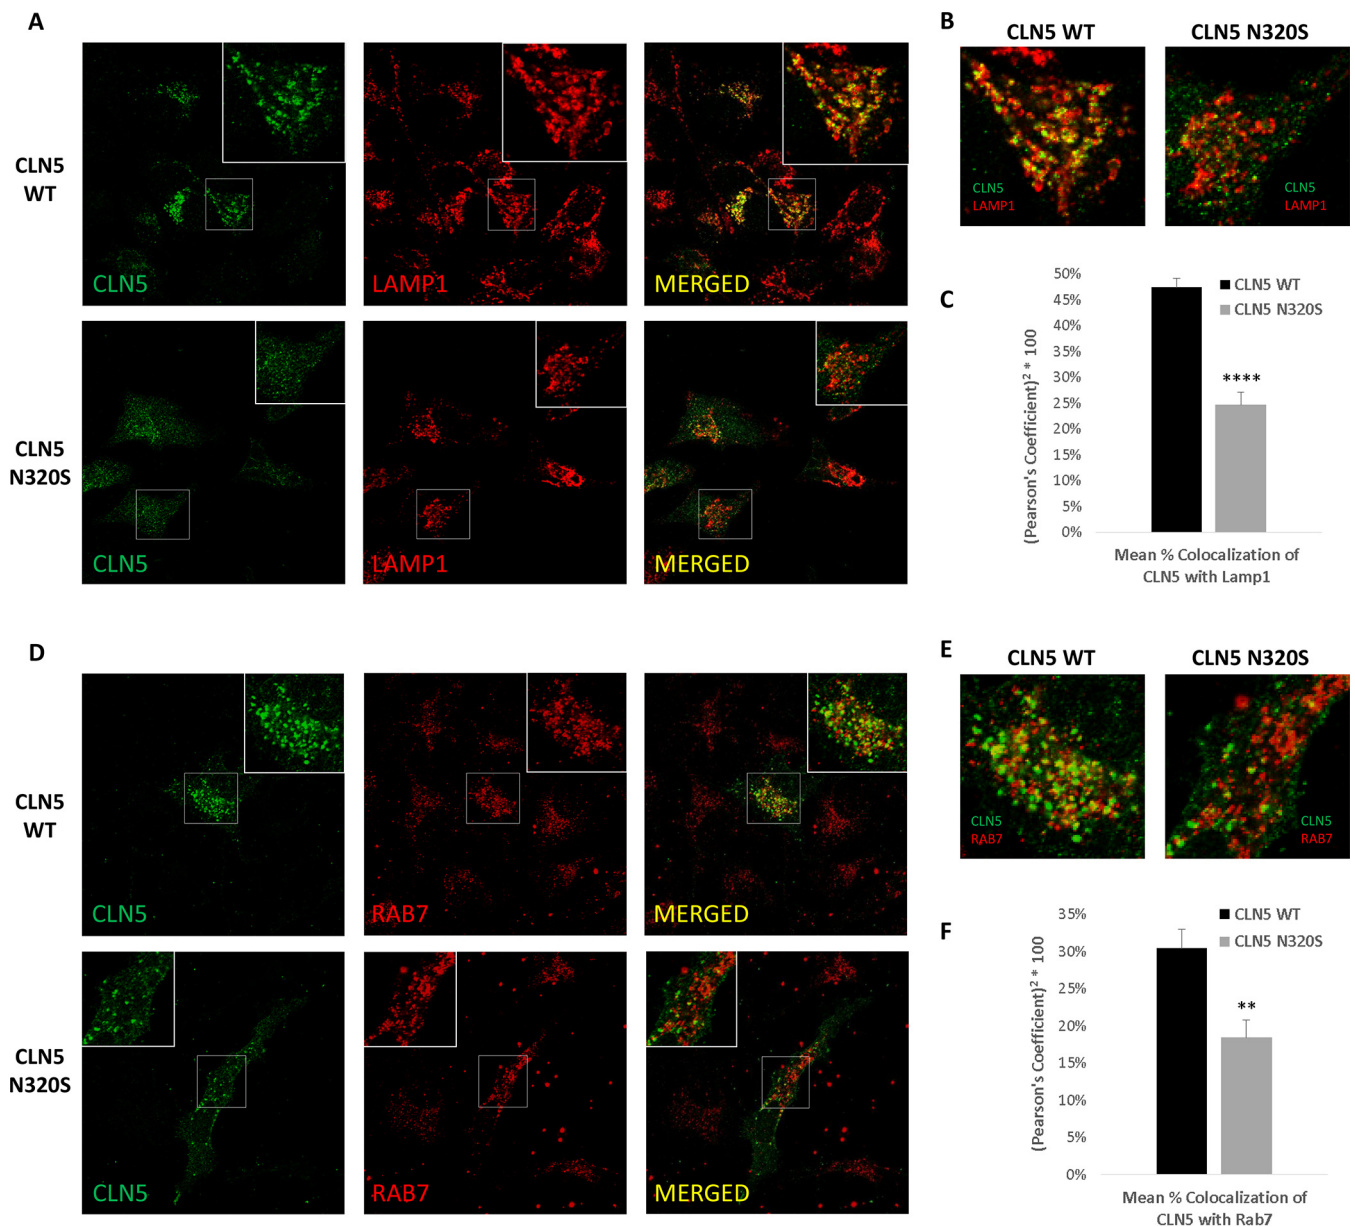 A
CLN5
WT
CLN5
LAMP1
MERGED
CLN5
N320S
CLN5
LAMP1
MERGED
B
CLN5 WT
CLN5 N320S
CLN5
LAMP1
CLN5
LAMP1
C
(Pearson's Coefficient)² * 100
50%
45%
40%
35%
30%
25%
20%
15%
10%
5%
0%
CLN5 WT
CLN5 N320S
****
Mean % Colocalization of
CLN5 with Lamp1
D
CLN5
WT
CLN5
RAB7
MERGED
CLN5
N320S
CLN5
RAB7
MERGED
E
CLN5 WT
CLN5 N320S
CLN5
RAB7
CLN5
RAB7
F
(Pearson's Coefficient)² * 100
35%
30%
25%
20%
15%
10%
5%
0%
CLN5 WT
CLN5 N320S
**
Mean % Colocalization of
CLN5 with Rab7